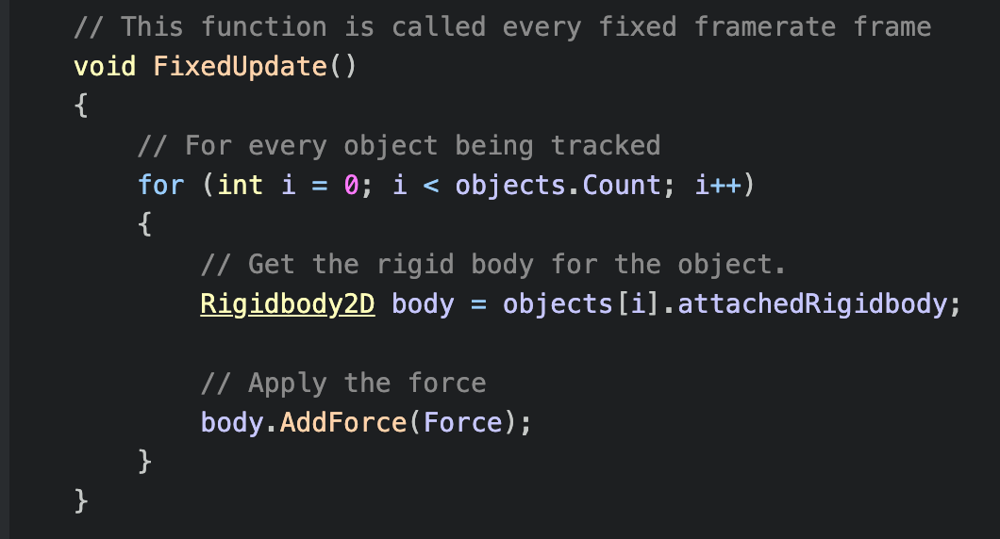 // This function is called every fixed framerate frame
void FixedUpdate()
{
    // For every object being tracked
    for (int i = 0; i < objects.Count; i++)
    {
        // Get the rigid body for the object.
        Rigidbody2D body = objects[i].attachedRigidbody;

        // Apply the force
        body.AddForce(Force);
    }
}